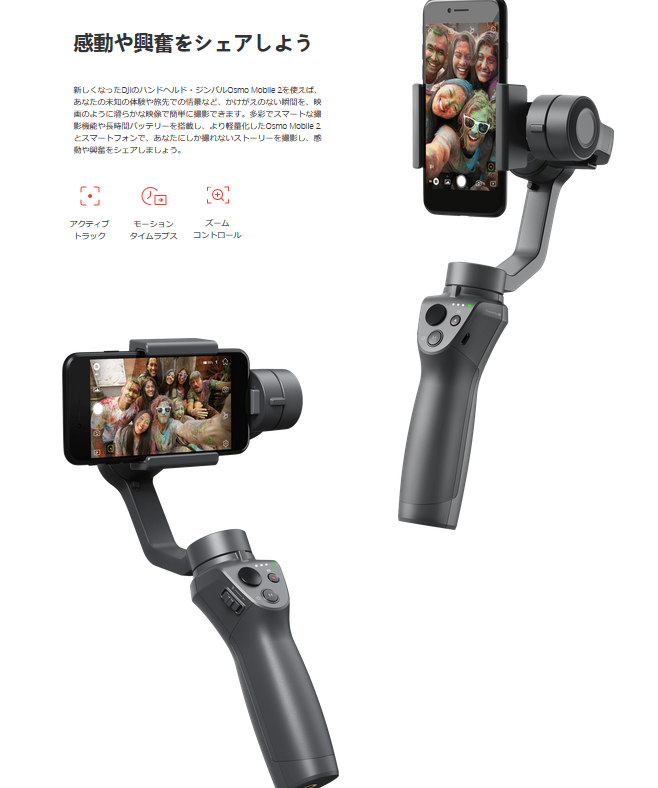 感動や興奮をシェアしよう
新しくなったDJIのハンドヘルド・ジンバルOsmo Mobile 2を使えば、
あなたの未知の体験や旅先での情景など、かけがえのない瞬間を、映
画のように滑らかな映像で簡単に撮影できます。多彩でスマートな撮
影機能や長時間バッテリーを搭載し、より軽量化したOsmo Mobile 2
とスマートフォンで、あなたにしか撮れないストーリーを撮影し、感
動や興奮をシェアしましょう。
アクティブ
トラック
モーション
タイムラプス
ズーム
コントロール